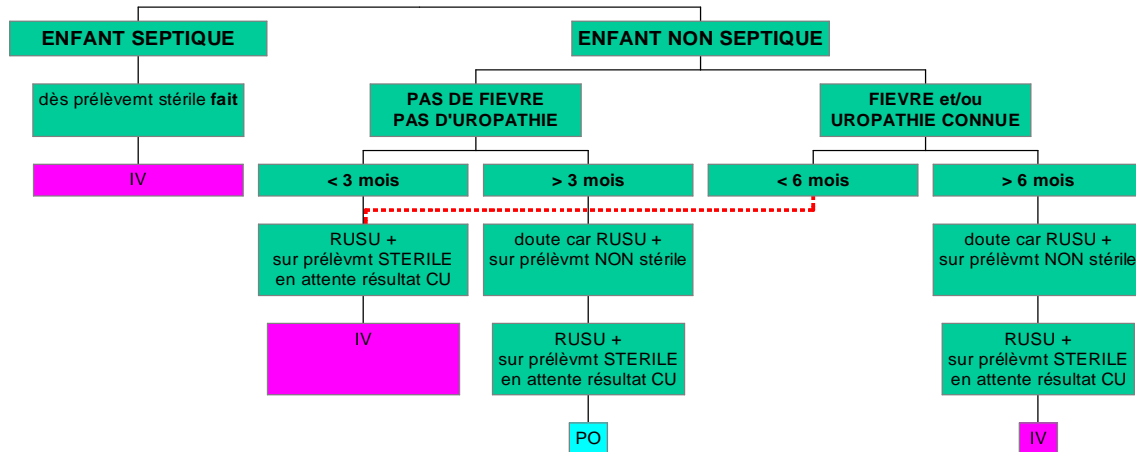 ENFANT SEPTIQUE
ENFANT NON SEPTIQUE
dès prélèvemt stérile fait
PAS DE FIEVRE
PAS D'UROPATHIE
FIEVRE et/ou
UROPATHIE CONNUE
IV
< 3 mois
> 3 mois
< 6 mois
> 6 mois
RUSU +
sur prélèvmt STERILE
en attente résultat CU
doute car RUSU +
sur prélèvmt NON stérile
doute car RUSU +
sur prélèvmt NON stérile
IV
RUSU +
sur prélèvmt STERILE
en attente résultat CU
RUSU +
sur prélèvmt STERILE
en attente résultat CU
PO
IV